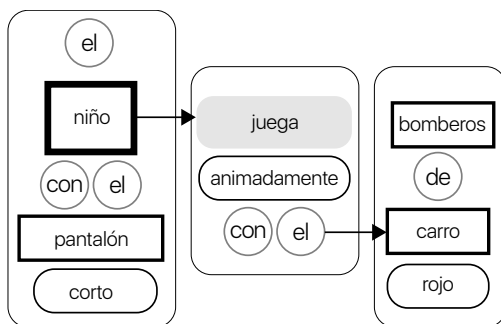 el
niño
con el
pantalón
corto
juega
animadamente
con el
bomberos
de
carro
rojo